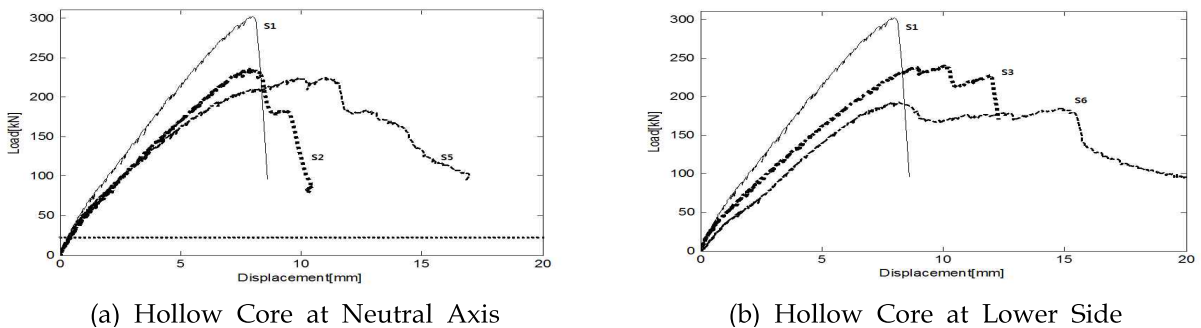 300
250
200
150
100
50
0
Load[kN]
S1
S2
S5
0
5
10
15
20
Displacement[mm]
(a) Hollow Core at Neutral Axis
300
250
200
150
100
50
0
Load[kN]
S1
S3
S6
0
5
10
15
20
Displacement[mm]
(b) Hollow Core at Lower Side